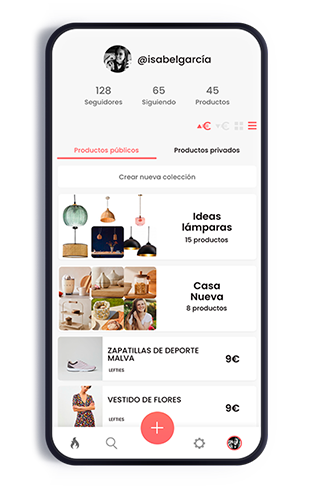 @isabelgarcía
128
65
45
Seguidores
Siguiendo
Productos
Productos públicos
Productos privados
Crear nueva colección
Ideas
lámparas
15 productos
Casa
Nueva
8 productos
ZAPATILLAS DE DEPORTE
MALVA
9€
LEFTIES
VESTIDO DE FLORES
9€
LEFTIES